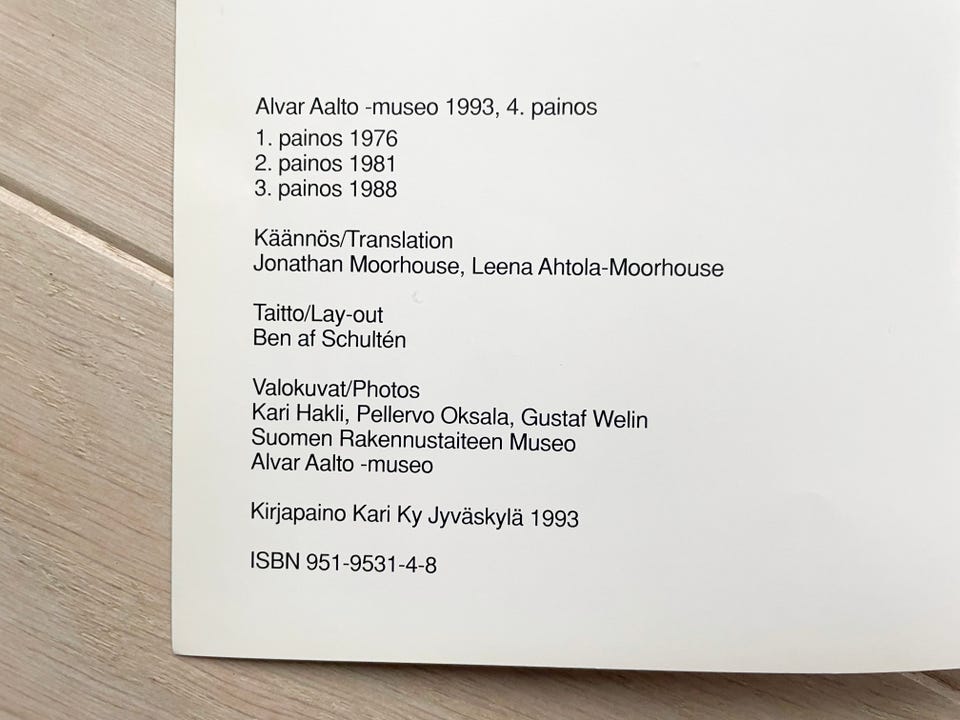 Alvar Aalto -museo 1993, 4. painos
1. painos 1976
2. painos 1981
3. painos 1988
Käännös/Translation
Jonathan Moorhouse, Leena Ahtola-Moorhouse
Taitto/Lay-out
Ben af Schultén
Valokuvat/Photos
Kari Hakli, Pellervo Oksala, Gustaf Welin
Suomen Rakennustaiteen Museo
Alvar Aalto -museo
Kirjapaino Kari Ky Jyväskylä 1993
ISBN 951-9531-4-8